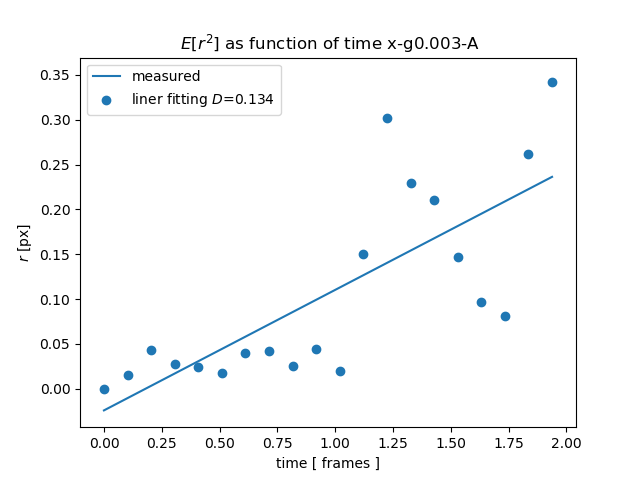 E[r²] as function of time x-g0.003-A
measured
liner fitting D=0.134
0.35
0.30
0.25
0.20
0.15
0.10
0.05
0.00
r [px]
0.00 0.25 0.50 0.75 1.00 1.25 1.50 1.75 2.00
time [ frames ]